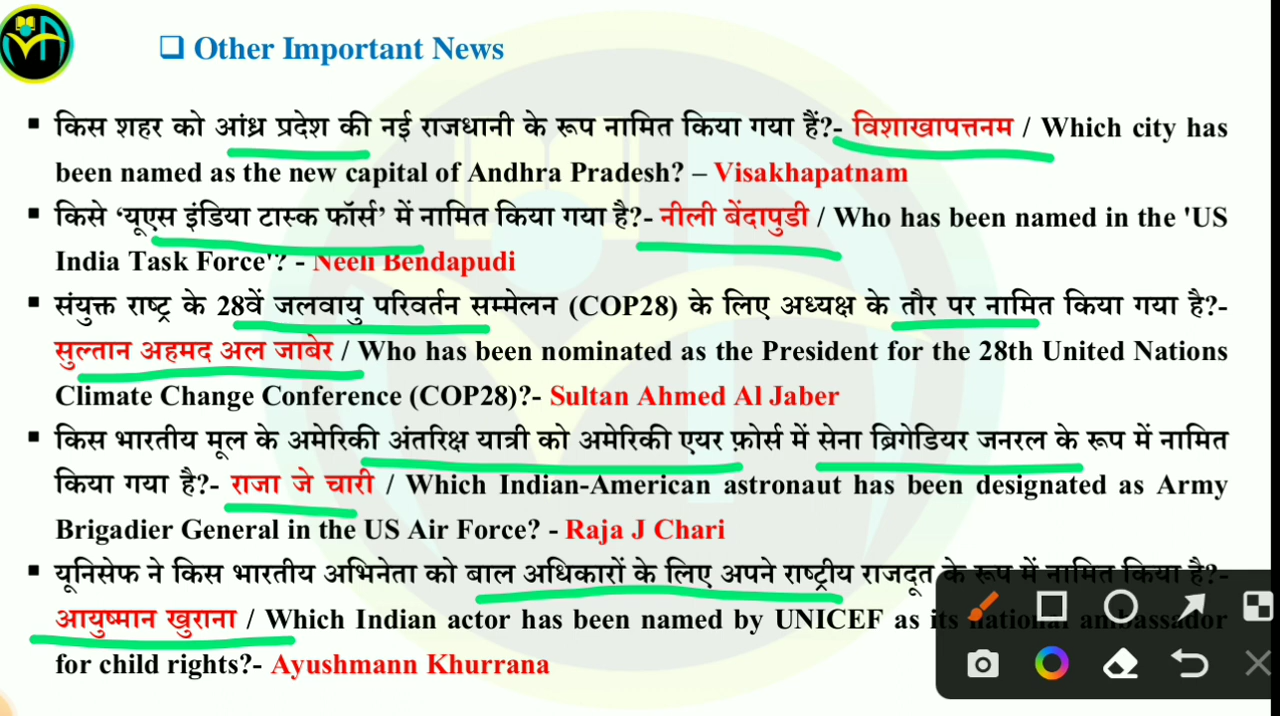 ❑ Other Important News
▪ किस शहर को आंध्र प्रदेश की नई राजधानी के रूप नामित किया गया हैं?- विशाखापत्तनम / Which city has
been named as the new capital of Andhra Pradesh? – Visakhapatnam
▪ किसे ‘यूएस इंडिया टास्क फॉर्स’ में नामित किया गया है?- नीली बेंदापुडी / Who has been named in the 'US
India Task Force'? - Neeli Bendapudi
▪ संयुक्त राष्ट्र के 28वें जलवायु परिवर्तन सम्मेलन (COP28) के लिए अध्यक्ष के तौर पर नामित किया गया है?-
सुल्तान अहमद अल जाबेर / Who has been nominated as the President for the 28th United Nations
Climate Change Conference (COP28)?- Sultan Ahmed Al Jaber
▪ किस भारतीय मूल के अमेरिकी अंतरिक्ष यात्री को अमेरिकी एयर फ़ोर्स में सेना ब्रिगेडियर जनरल के रूप में नामित
किया गया है?- राजा जे चारी / Which Indian-American astronaut has been designated as Army
Brigadier General in the US Air Force? - Raja J Chari
▪ यूनिसेफ ने किस भारतीय अभिनेता को बाल अधिकारों के लिए अपने राष्ट्रीय राजदूत के रूप में नामित किया है?-
आयुष्मान खुराना / Which Indian actor has been named by UNICEF as its national ambassador
for child rights?- Ayushmann Khurrana